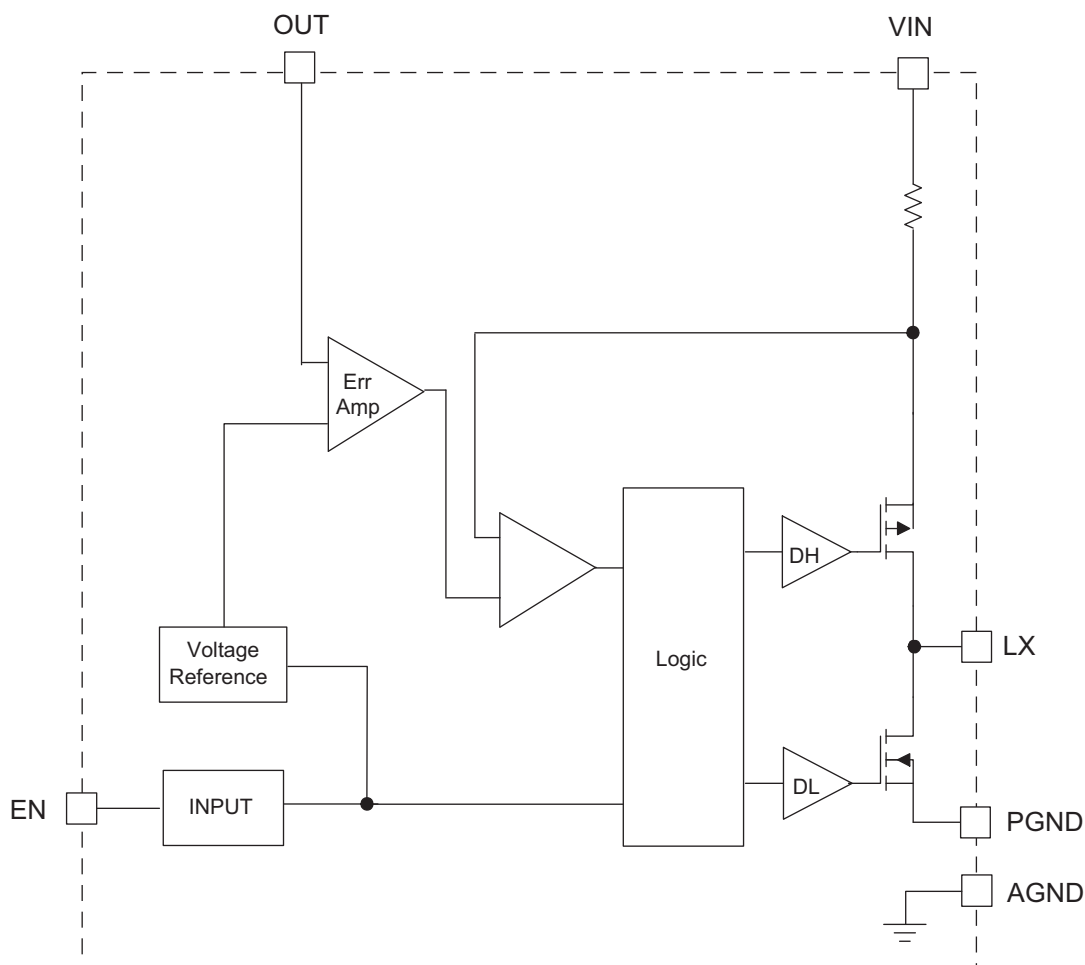 OUT
VIN
Err
Amp
DH
Voltage
Reference
Logic
LX
EN
INPUT
DL
PGND
AGND